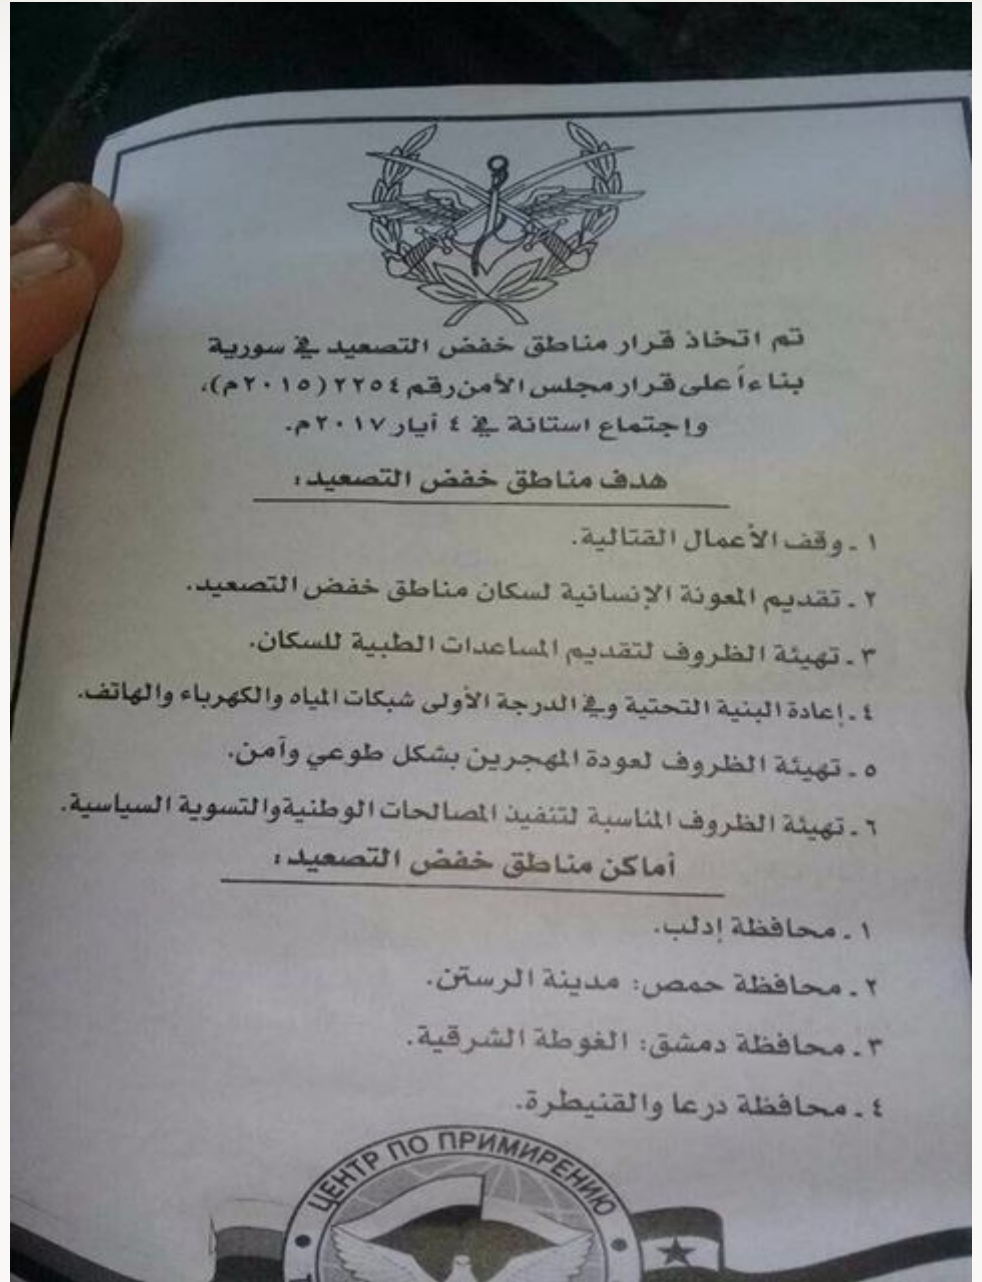 تم اتخاذ قرار مناطق خفض التصعيد في سورية
بناءاً على قرار مجلس الأمن رقم ٢٢٥٤ (٢٠١٥م)،
وإجتماع استانة في ٤ أيار ٢٠١٧م.
هدف مناطق خفض التصعيد:
١ ـ وقف الأعمال القتالية.
٢ ـ تقديم المعونة الإنسانية لسكان مناطق خفض التصعيد.
٣ ـ تهيئة الظروف لتقديم المساعدات الطبية للسكان.
٤ ـ إعادة البنية التحتية وفي الدرجة الأولى شبكات المياه والكهرباء والهاتف.
٥ ـ تهيئة الظروف لعودة المهجرين بشكل طوعي وآمن.
٦ ـ تهيئة الظروف المناسبة لتنفيذ المصالحات الوطنية والتسوية السياسية.
أماكن مناطق خفض التصعيد:
١ ـ محافظة إدلب.
٢ ـ محافظة حمص: مدينة الرستن.
٣ ـ محافظة دمشق: الغوطة الشرقية.
٤ ـ محافظة درعا والقنيطرة.
ЦЕНТР ПО ПРИМИРЕНИЮ